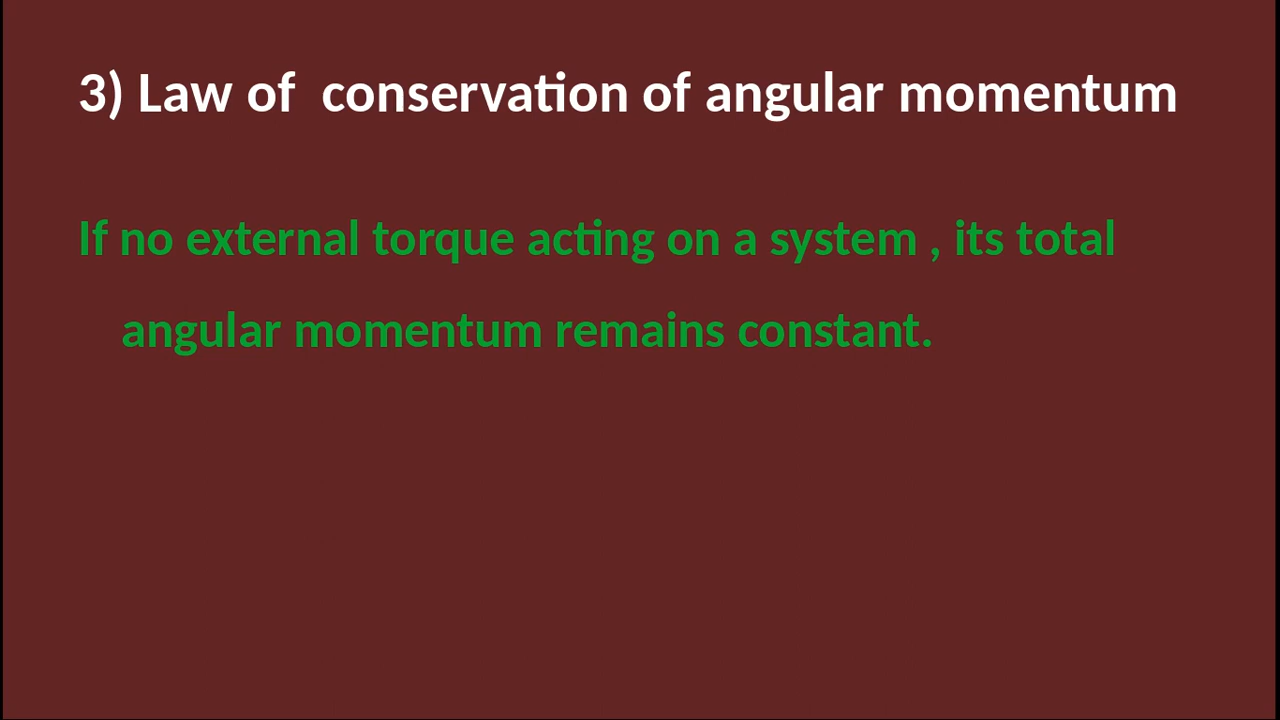 3) Law of  conservation of angular momentum
If no external torque acting on a system , its total
angular momentum remains constant.